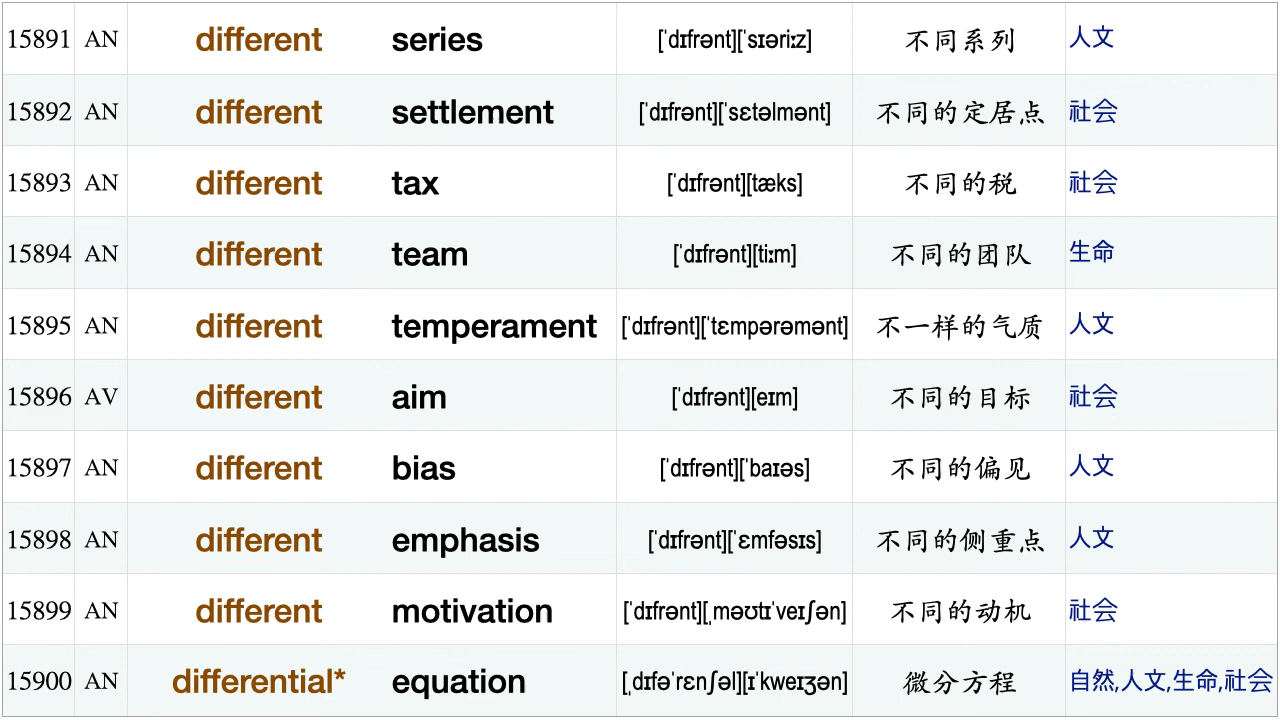 15891 AN different series [ˈdɪfrənt][ˈsɪəriːz] 不同系列 人文
15892 AN different settlement [ˈdɪfrənt][ˈsɛtəlmənt] 不同的定居点 社会
15893 AN different tax [ˈdɪfrənt][tæks] 不同的税 社会
15894 AN different team [ˈdɪfrənt][tiːm] 不同的团队 生命
15895 AN different temperament [ˈdɪfrənt][ˈtɛmpərəmənt] 不一样的气质 人文
15896 AV different aim [ˈdɪfrənt][eɪm] 不同的目标 社会
15897 AN different bias [ˈdɪfrənt][ˈbaɪəs] 不同的偏见 人文
15898 AN different emphasis [ˈdɪfrənt][ˈɛmfəsɪs] 不同的侧重点 人文
15899 AN different motivation [ˈdɪfrənt][ˌməʊtɪˈveɪʃən] 不同的动机 社会
15900 AN differential* equation [ˌdɪfəˈrɛnʃəl][ɪˈkweɪʒən] 微分方程 自然,人文,生命,社会